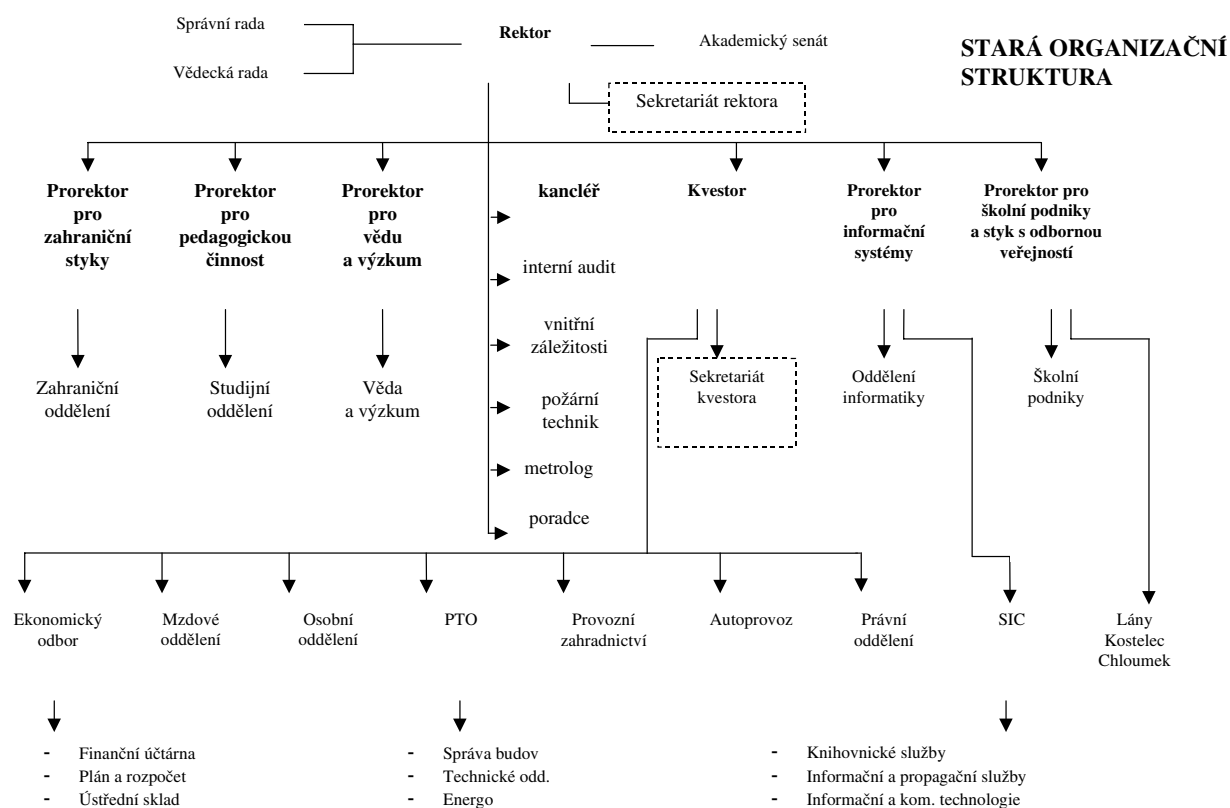 Správní rada
Rektor
Akademický senát
STARÁ ORGANIZAČNÍ
STRUKTURA
Vědecká rada
Sekretariát rektora
Prorektor
pro
zahraniční
styky
Prorektor
pro
pedagogickou
činnost
Prorektor
pro
vědu
a výzkum
kancléř
Kvestor
Prorektor
pro
informační
systémy
Prorektor pro
školní podniky
a styk s odbornou
veřejností
interní audit
vnitřní
záležitosti
požární
technik
metrolog
poradce
Zahraniční
oddělení
Studijní
oddělení
Věda
a výzkum
Sekretariát
kvestora
Oddělení
informatiky
Školní
podniky
Ekonomický
odbor
Mzdové
oddělení
Osobní
oddělení
PTO
Provozní
zahradnictví
Autoprovoz
Právní
oddělení
SIC
Lány
Kostelec
Chloumek
- Finanční účtárna
- Plán a rozpočet
- Ústřední sklad
- Správa budov
- Technické odd.
- Energo
- Knihovnické služby
- Informační a propagační služby
- Informační a kom. technologie